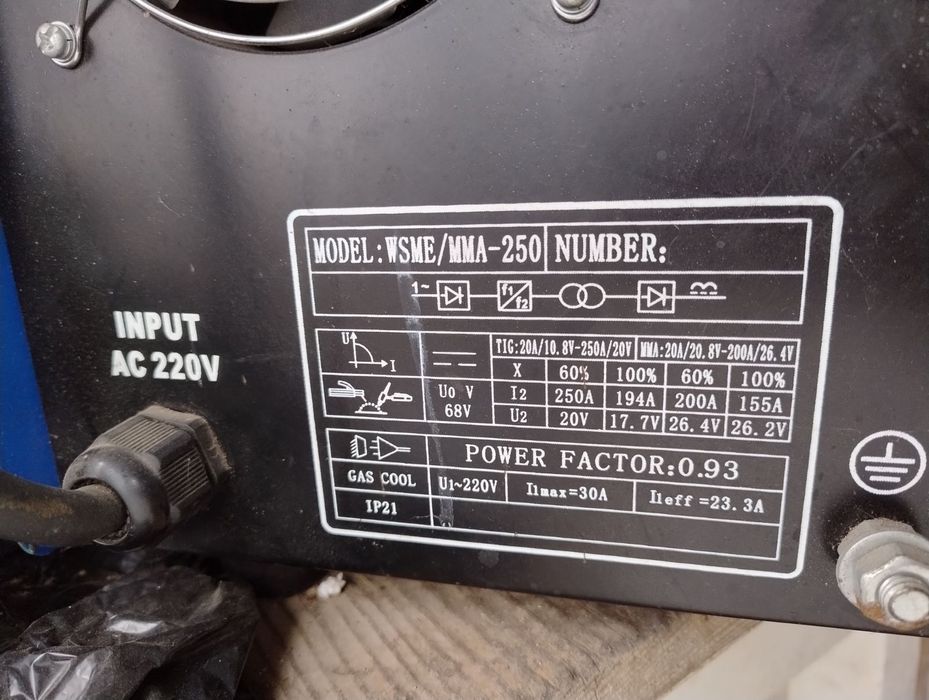 INPUT
AC 220V
MODEL:WSME/MMA-250 NUMBER:
1~ f1 f2
U I TIG:20A/10.8V-250A/20V MMA:20A/20.8V-200A/26.4V
X 60% 100% 60% 100%
Uo V 68V I2 250A 194A 200A 155A
U2 20V 17.7V 26.4V 26.2V
POWER FACTOR:0.93
GAS COOL U1~220V I1max=30A I1eff=23.3A
IP21